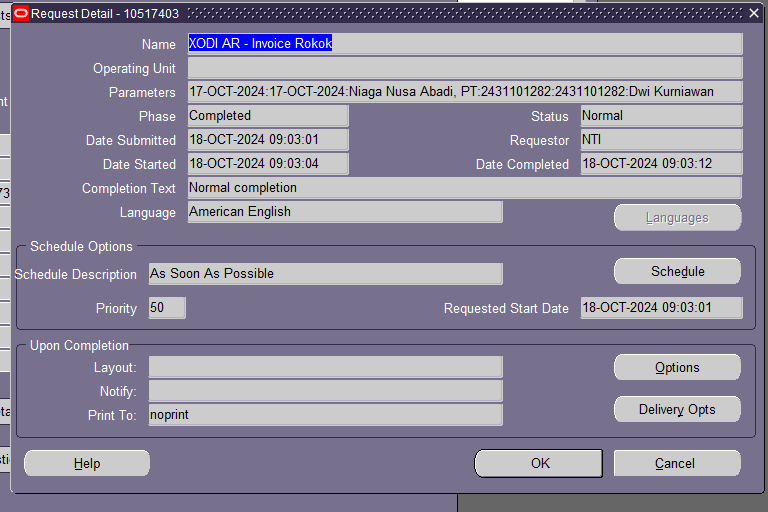 Request Detail - 10517403
Name XODI AR - Invoice Rokok
Operating Unit
Parameters 17-OCT-2024:17-OCT-2024:Niaga Nusa Abadi, PT:2431101282:2431101282:Dwi Kurniawan
Phase Completed Status Normal
Date Submitted 18-OCT-2024 09:03:01 Requestor NTI
Date Started 18-OCT-2024 09:03:04 Date Completed 18-OCT-2024 09:03:12
Completion Text Normal completion
Language American English Languages
Schedule Options
Schedule Description As Soon As Possible Schedule
Priority 50 Requested Start Date 18-OCT-2024 09:03:01
Upon Completion
Layout: Options
Notify:
Print To: noprint Delivery Opts
Help OK Cancel